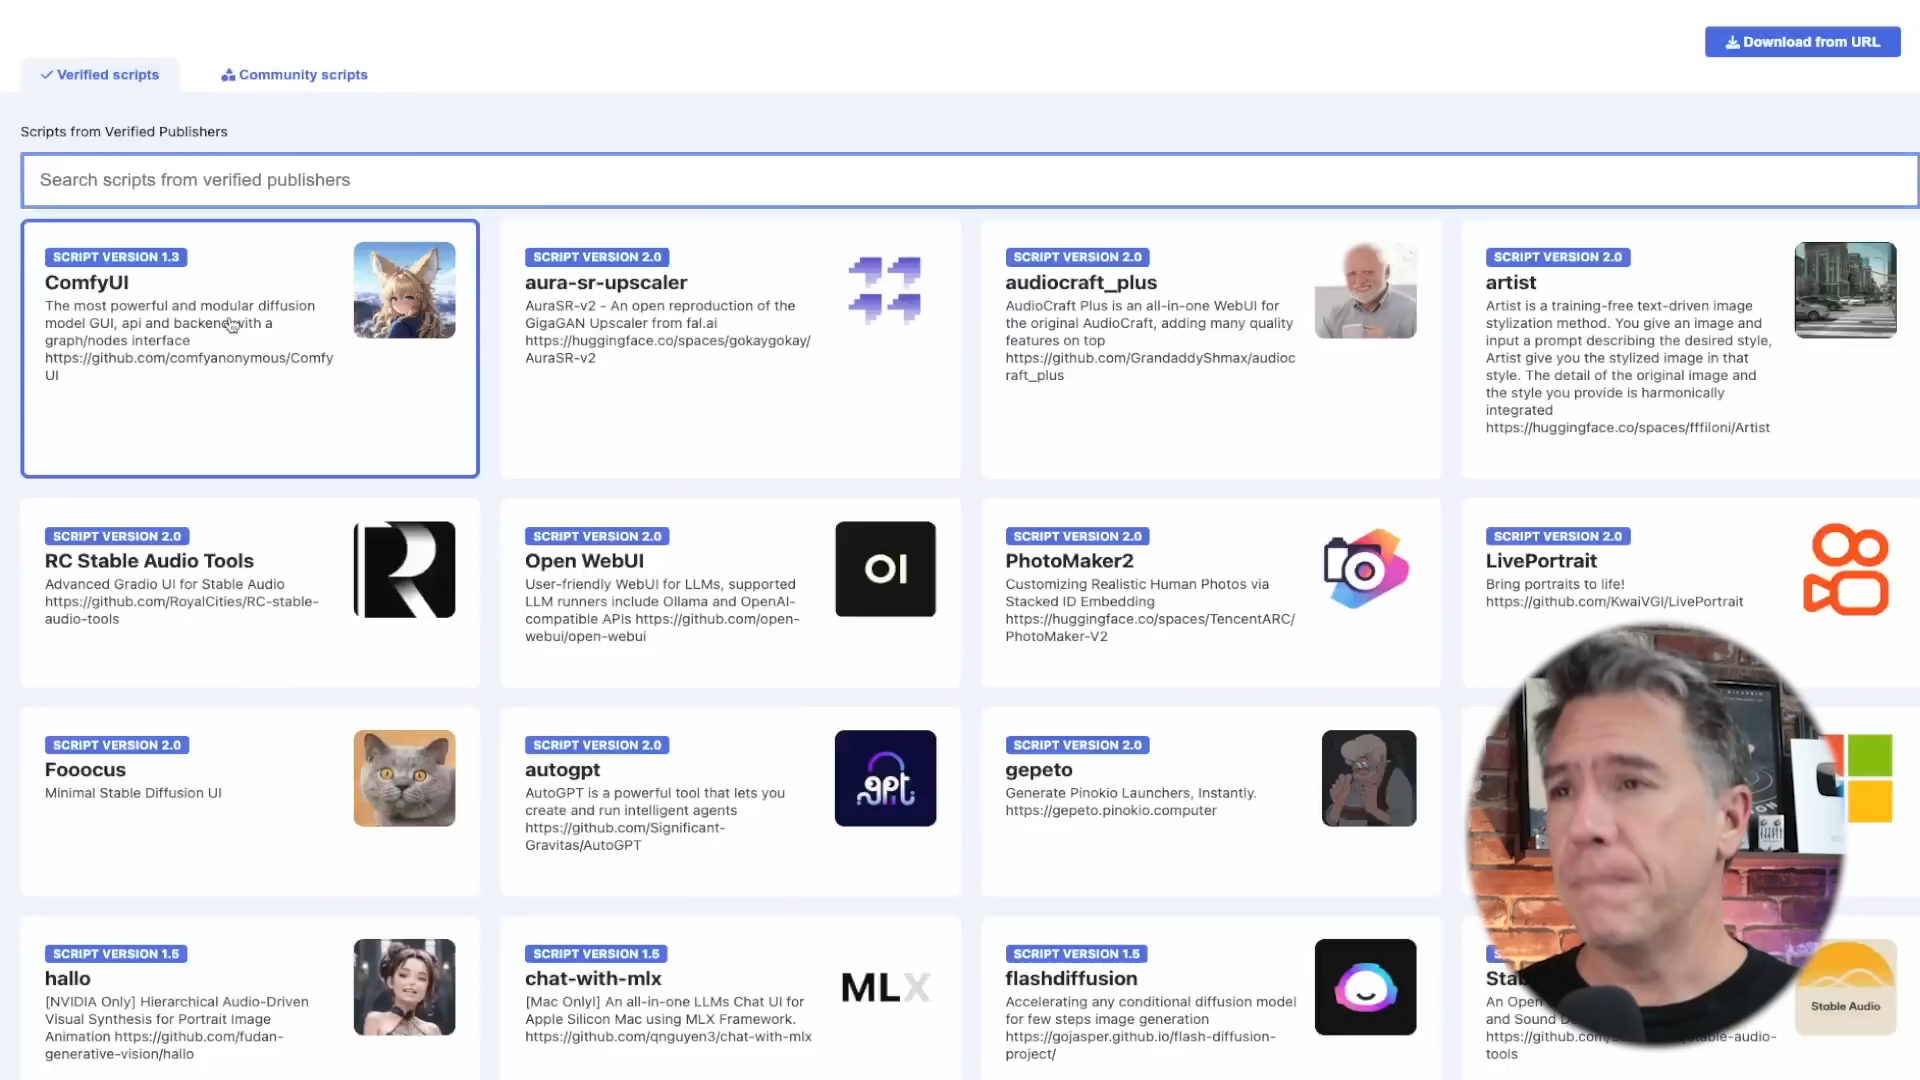 Download from URL
Verified scripts
Community scripts
Scripts from Verified Publishers
Search scripts from verified publishers
SCRIPT VERSION 1.3
ComfyUI
The most powerful and modular diffusion
model GUI, api and backend with a
graph/nodes interface
https://github.com/comfyanonymous/Comfy
UI
SCRIPT VERSION 2.0
aura-sr-upscaler
AuraSR-v2 - An open reproduction of the
GigaGAN Upscaler from fal.ai
https://huggingface.co/spaces/gokaygokay/
AuraSR-v2
SCRIPT VERSION 2.0
audiocraft_plus
AudioCraft Plus is an all-in-one WebUI for
the original AudioCraft, adding many quality
features on top
https://github.com/GrandaddyShmax/audioc
raft_plus
SCRIPT VERSION 2.0
artist
Artist is a training-free text-driven image
stylization method. You give an image and
input a prompt describing the desired style,
Artist give you the stylized image in that
style. The detail of the original image and
the style you provide is harmonically
integrated
https://huggingface.co/spaces/fffiloni/Artist
SCRIPT VERSION 2.0
RC Stable Audio Tools
Advanced Gradio UI for Stable Audio
https://github.com/RoyalCities/RC-stable-
audio-tools
R
SCRIPT VERSION 2.0
Open WebUI
User-friendly WebUI for LLMs, supported
LLM runners include Ollama and OpenAI-
compatible APIs https://github.com/open-
webui/open-webui
OI
SCRIPT VERSION 2.0
PhotoMaker2
Customizing Realistic Human Photos via
Stacked ID Embedding
https://huggingface.co/spaces/TencentARC/
PhotoMaker-V2
SCRIPT VERSION 2.0
LivePortrait
Bring portraits to life!
https://github.com/KwaiVGI/LivePortrait
SCRIPT VERSION 2.0
Fooocus
Minimal Stable Diffusion UI
SCRIPT VERSION 2.0
autogpt
AutoGPT is a powerful tool that lets you
create and run intelligent agents
https://github.com/Significant-
Gravitas/AutoGPT
gpt
SCRIPT VERSION 2.0
gepeto
Generate Pinokio Launchers, Instantly.
https://gepeto.pinokio.computer
SCRIPT VERSION 1.5
hallo
[NVIDIA Only] Hierarchical Audio-Driven
Visual Synthesis for Portrait Image
Animation https://github.com/fudan-
generative-vision/hallo
SCRIPT VERSION 1.5
chat-with-mlx
[Mac Only!] An all-in-one LLMs Chat UI for
Apple Silicon Mac using MLX Framework.
https://github.com/qnguyen3/chat-with-mlx
MLX
SCRIPT VERSION 1.5
flashdiffusion
Accelerating any conditional diffusion model
for few steps image generation
https://gojasper.github.io/flash-diffusion-
project/
An Open
and Sound
https://github.com/ stable-audio-
tools
Stable Audio